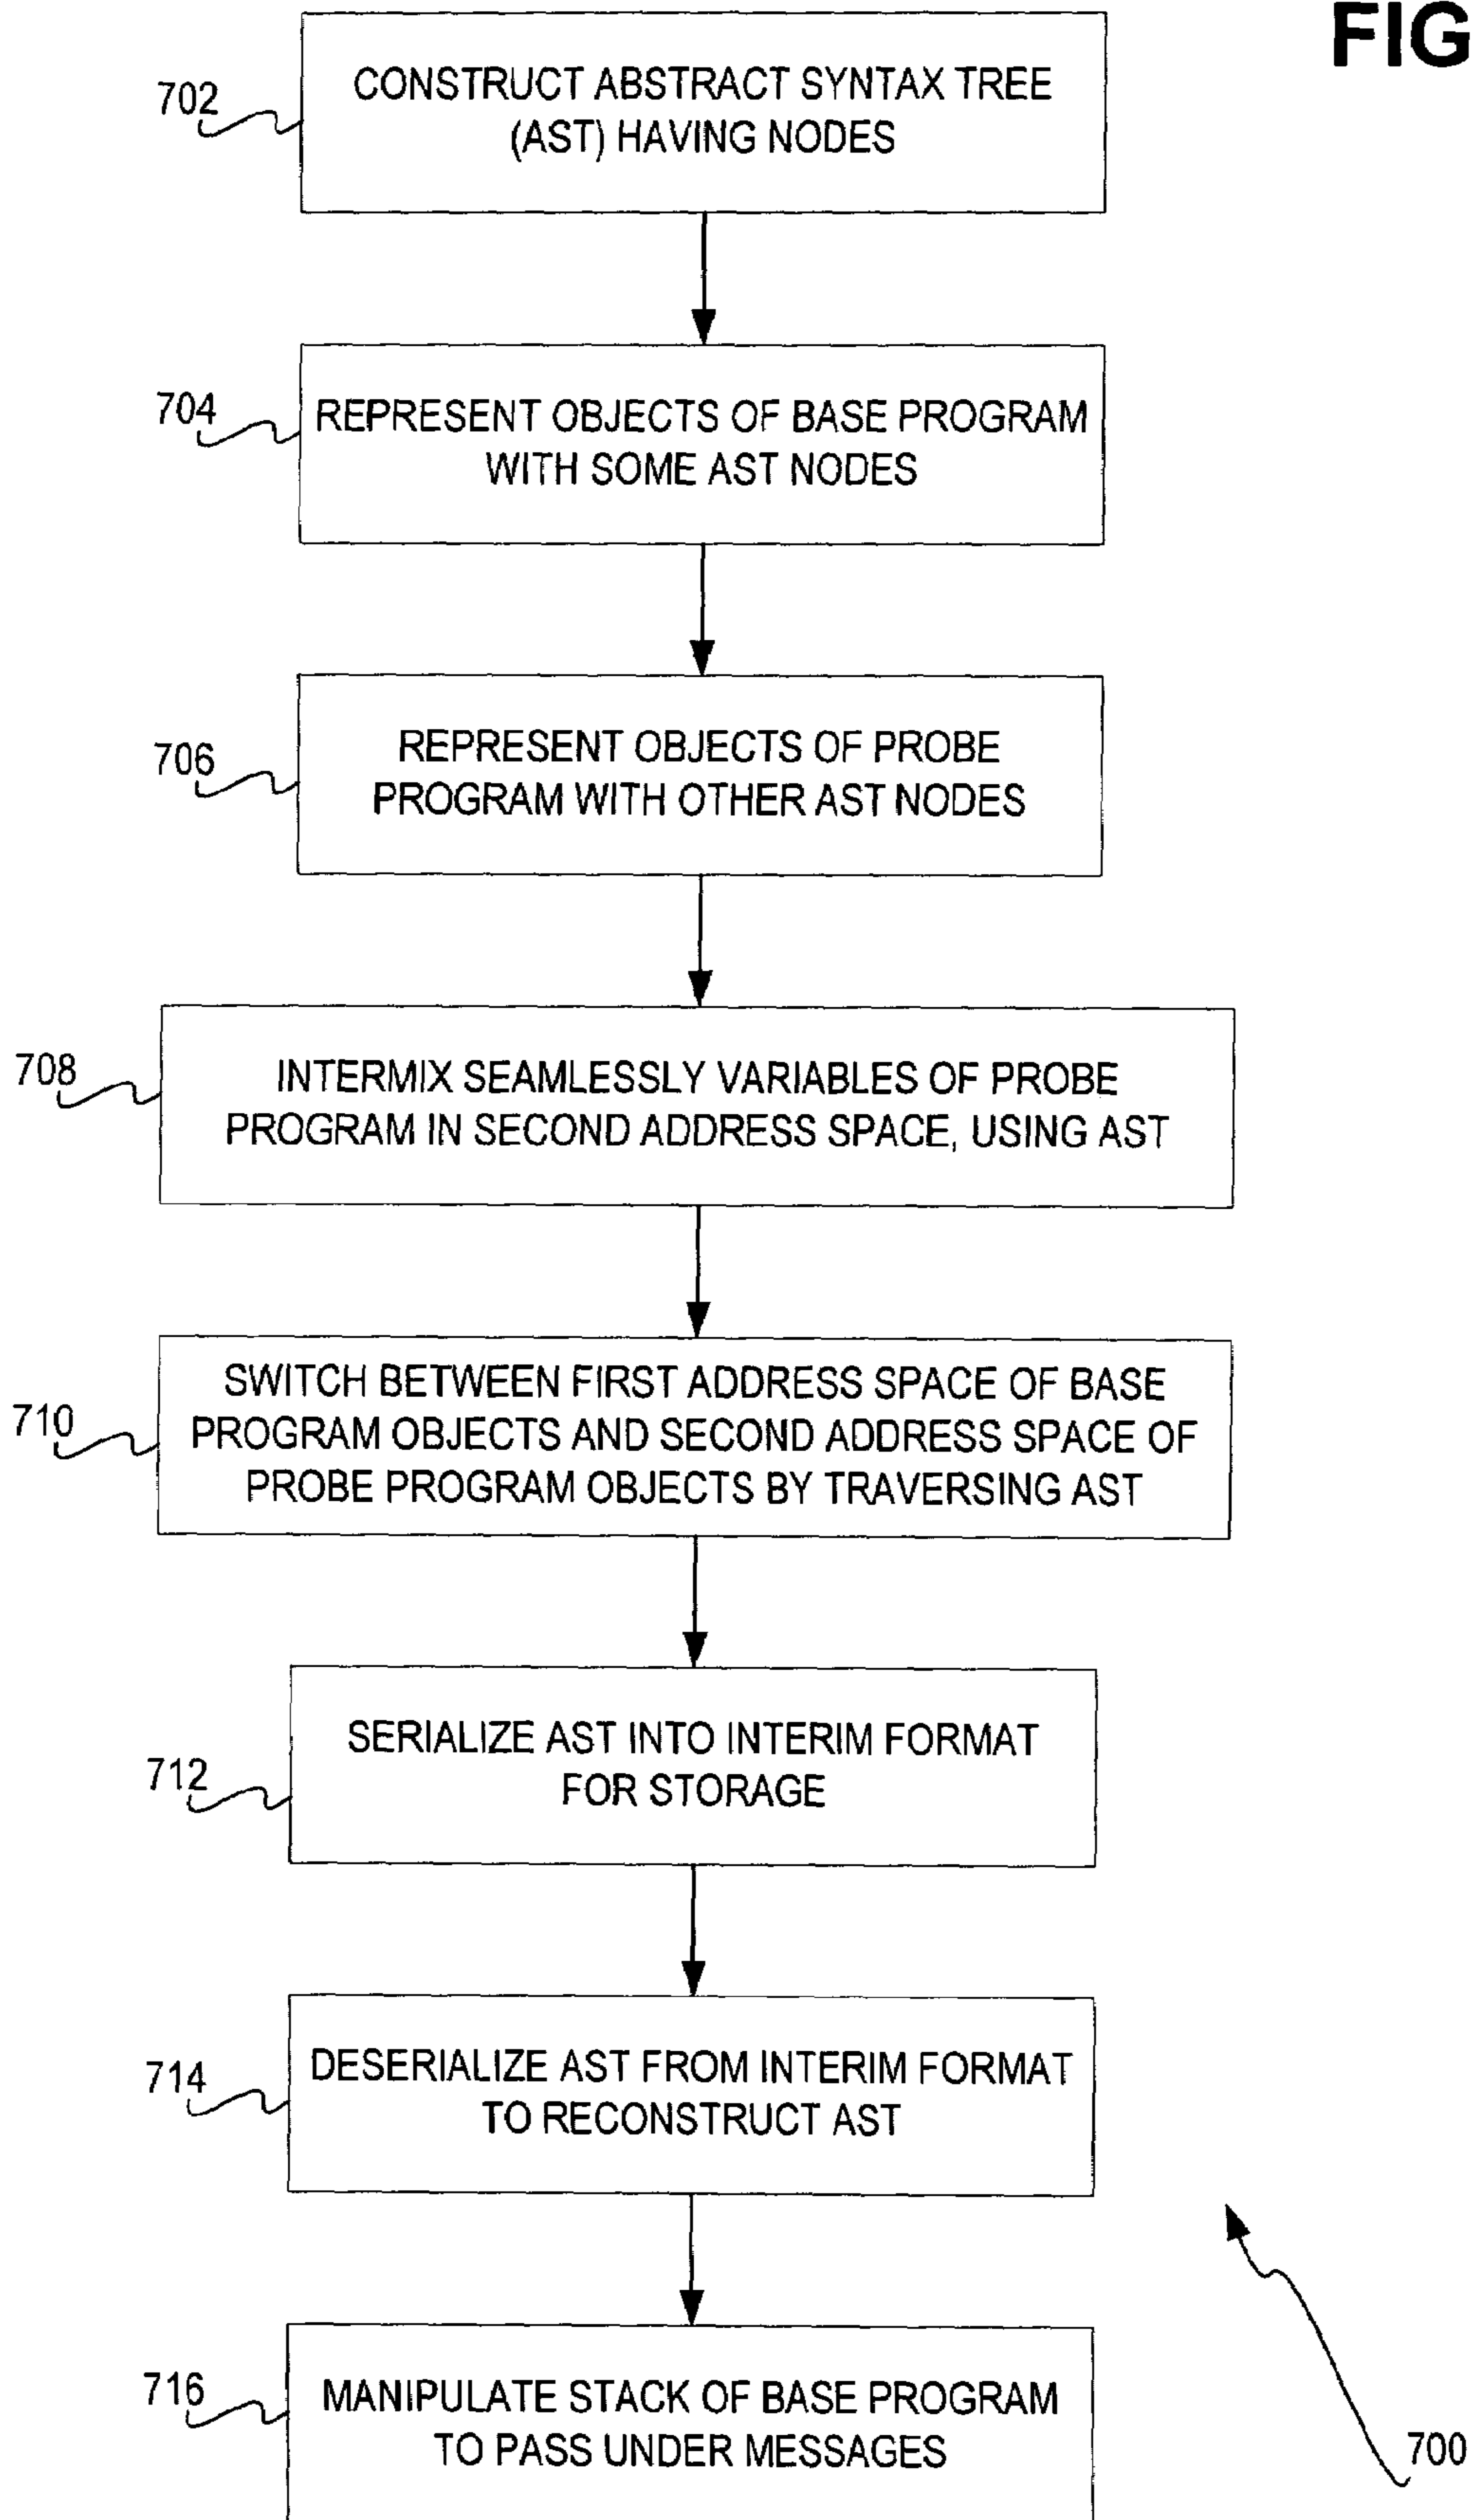 FIG
702
CONSTRUCT ABSTRACT SYNTAX TREE
(AST) HAVING NODES
704
REPRESENT OBJECTS OF BASE PROGRAM
WITH SOME AST NODES
706
REPRESENT OBJECTS OF PROBE
PROGRAM WITH OTHER AST NODES
708
INTERMIX SEAMLESSLY VARIABLES OF PROBE
PROGRAM IN SECOND ADDRESS SPACE, USING AST
710
SWITCH BETWEEN FIRST ADDRESS SPACE OF BASE
PROGRAM OBJECTS AND SECOND ADDRESS SPACE OF
PROBE PROGRAM OBJECTS BY TRAVERSING AST
712
SERIALIZE AST INTO INTERIM FORMAT
FOR STORAGE
714
DESERIALIZE AST FROM INTERIM FORMAT
TO RECONSTRUCT AST
716
MANIPULATE STACK OF BASE PROGRAM
TO PASS UNDER MESSAGES
700